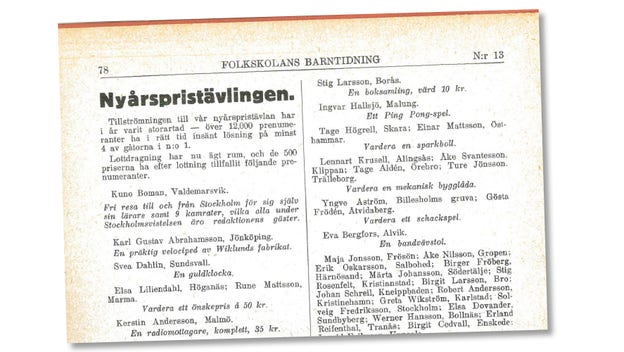 78
FOLKSKOLANS BARNTIDNING
N:r 13
Nyårspristävlingen.
Tillströmningen till vår nyårspristävlan har
i år varit storartad — över 12,000 prenume-
ranter ha i rätt tid insänt lösning på minst
4 av gåtorna i n:o 1.
Lottdragning har nu ägt rum, och de 500
priserna ha efter lottning tillfallit följande pre-
numeranter.
Kuno Boman, Valdemarsvik.
Fri resa till och från Stockholm för sig själv
sin lärare samt 9 kamrater, vilka alla under
Stockholmsvistelsen äro redaktionens gäster.
Karl Gustav Abrahamsson, Jönköping.
En präktig velociped av Wiklunds fabrikat.
Svea Dahlin, Sundsvall.
En guldklocka.
Elsa Liliendahl, Höganäs; Rune Mattsson,
Marma.
Vardera ett önskepris á 50 kr.
Kerstin Andersson, Malmö.
En radiomottagare, komplett, 35 kr.
Stig Larsson, Borås.
En boksamling, värd 10 kr.
Ingvar Hallsjö, Malung.
Ett Ping Pong-spel.
Tage Högrell, Skara; Einar Mattsson, Öst-
hammar.
Vardera en sparkboll.
Lennart Krusell, Alingsås; Åke Svantesson,
Klippan; Tage Aldén, Örebro; Ture Jönsson,
Trälleborg.
Vardera en mekanisk bygglåda.
Yngve Åström, Billesholms gruva; Gösta
Frödén, Åtvidaberg.
Vardera ett schackspel.
Eva Bergfors, Alvik.
En bandvävstol.
Maja Jonsson, Frösön; Åke Nilsson, Gropen;
Erik Oskarsson, Salbohed; Birger Fröberg,
Härnösand; Märta Johansson, Södertälje; Stig
Rosenfelt, Kristianstad; Birgit Larsson, Bro;
Johan Schreil, Kneippbaden; Robert Andersson,
Kristinehamn; Greta Wikström, Karlstad; Sol-
veig Fredriksson, Stockholm; Elsa Dovander,
Sundbyberg; Werner Hansson, Bollnäs; Erland
Reifenthal, Tranås; Birgit Cedvall, Enskede;